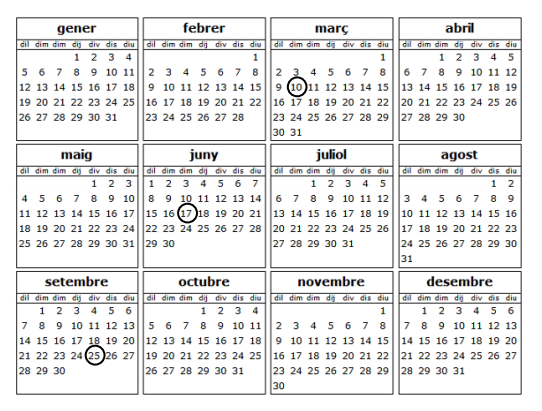 gener
dil dim dim dij div dis diu
1 2 3 4
5 6 7 8 9 10 11
12 13 14 15 16 17 18
19 20 21 22 23 24 25
26 27 28 29 30 31
febrer
dil dim dim dij div dis diu
1
2 3 4 5 6 7 8
9 10 11 12 13 14 15
16 17 18 19 20 21 22
23 24 25 26 27 28
març
dil dim dim dij div dis diu
1
2 3 4 5 6 7 8
9 10 11 12 13 14 15
16 17 18 19 20 21 22
23 24 25 26 27 28 29
30 31
abril
dil dim dim dij div dis diu
1 2 3 4 5
6 7 8 9 10 11 12
13 14 15 16 17 18 19
20 21 22 23 24 25 26
27 28 29 30
maig
dil dim dim dij div dis diu
1 2 3
4 5 6 7 8 9 10
11 12 13 14 15 16 17
18 19 20 21 22 23 24
25 26 27 28 29 30 31
juny
dil dim dim dij div dis diu
1 2 3 4 5 6 7
8 9 10 11 12 13 14
15 16 17 18 19 20 21
22 23 24 25 26 27 28
29 30
juliol
dil dim dim dij div dis diu
1 2 3 4 5
6 7 8 9 10 11 12
13 14 15 16 17 18 19
20 21 22 23 24 25 26
27 28 29 30 31
agost
dil dim dim dij div dis diu
1 2
3 4 5 6 7 8 9
10 11 12 13 14 15 16
17 18 19 20 21 22 23
24 25 26 27 28 29 30
31
setembre
dil dim dim dij div dis diu
1 2 3 4 5 6
7 8 9 10 11 12 13
14 15 16 17 18 19 20
21 22 23 24 25 26 27
28 29 30
octubre
dil dim dim dij div dis diu
1 2 3 4
5 6 7 8 9 10 11
12 13 14 15 16 17 18
19 20 21 22 23 24 25
26 27 28 29 30 31
novembre
dil dim dim dij div dis diu
1
2 3 4 5 6 7 8
9 10 11 12 13 14 15
16 17 18 19 20 21 22
23 24 25 26 27 28 29
30
desembre
dil dim dim dij div dis diu
1 2 3 4 5 6
7 8 9 10 11 12 13
14 15 16 17 18 19 20
21 22 23 24 25 26 27
28 29 30 31